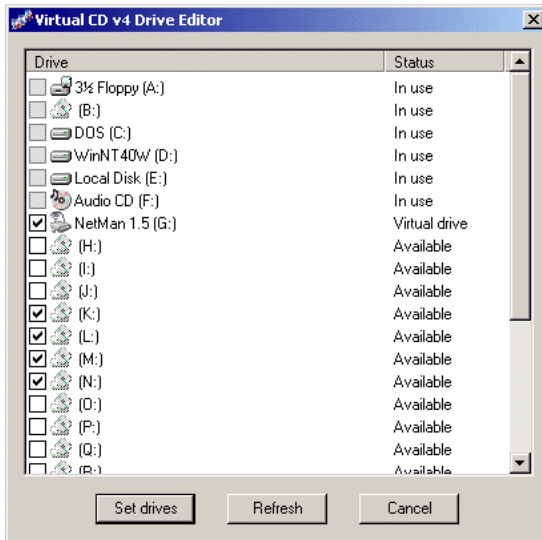 Virtual CD v4 Drive Editor
Drive Status
3½ Floppy (A:) In use
(B:) In use
DOS (C:) In use
WinNT40W (D:) In use
Local Disk (E:) In use
Audio CD (F:) In use
NetMan 1.5 (G:) Virtual drive
(H:) Available
(I:) Available
(J:) Available
(K:) Available
(L:) Available
(M:) Available
(N:) Available
(O:) Available
(P:) Available
(Q:) Available
(R:) Available
Set drives Refresh Cancel